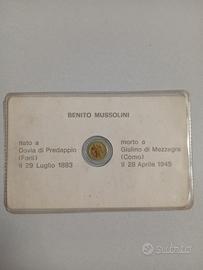 BENITO MUSSOLINI
nato a
Dovia di Predappio
(Forlì)
il 29 Luglio 1883
morto a
Giulino di Mezzegra
(Como)
il 28 Aprile 1945
subito